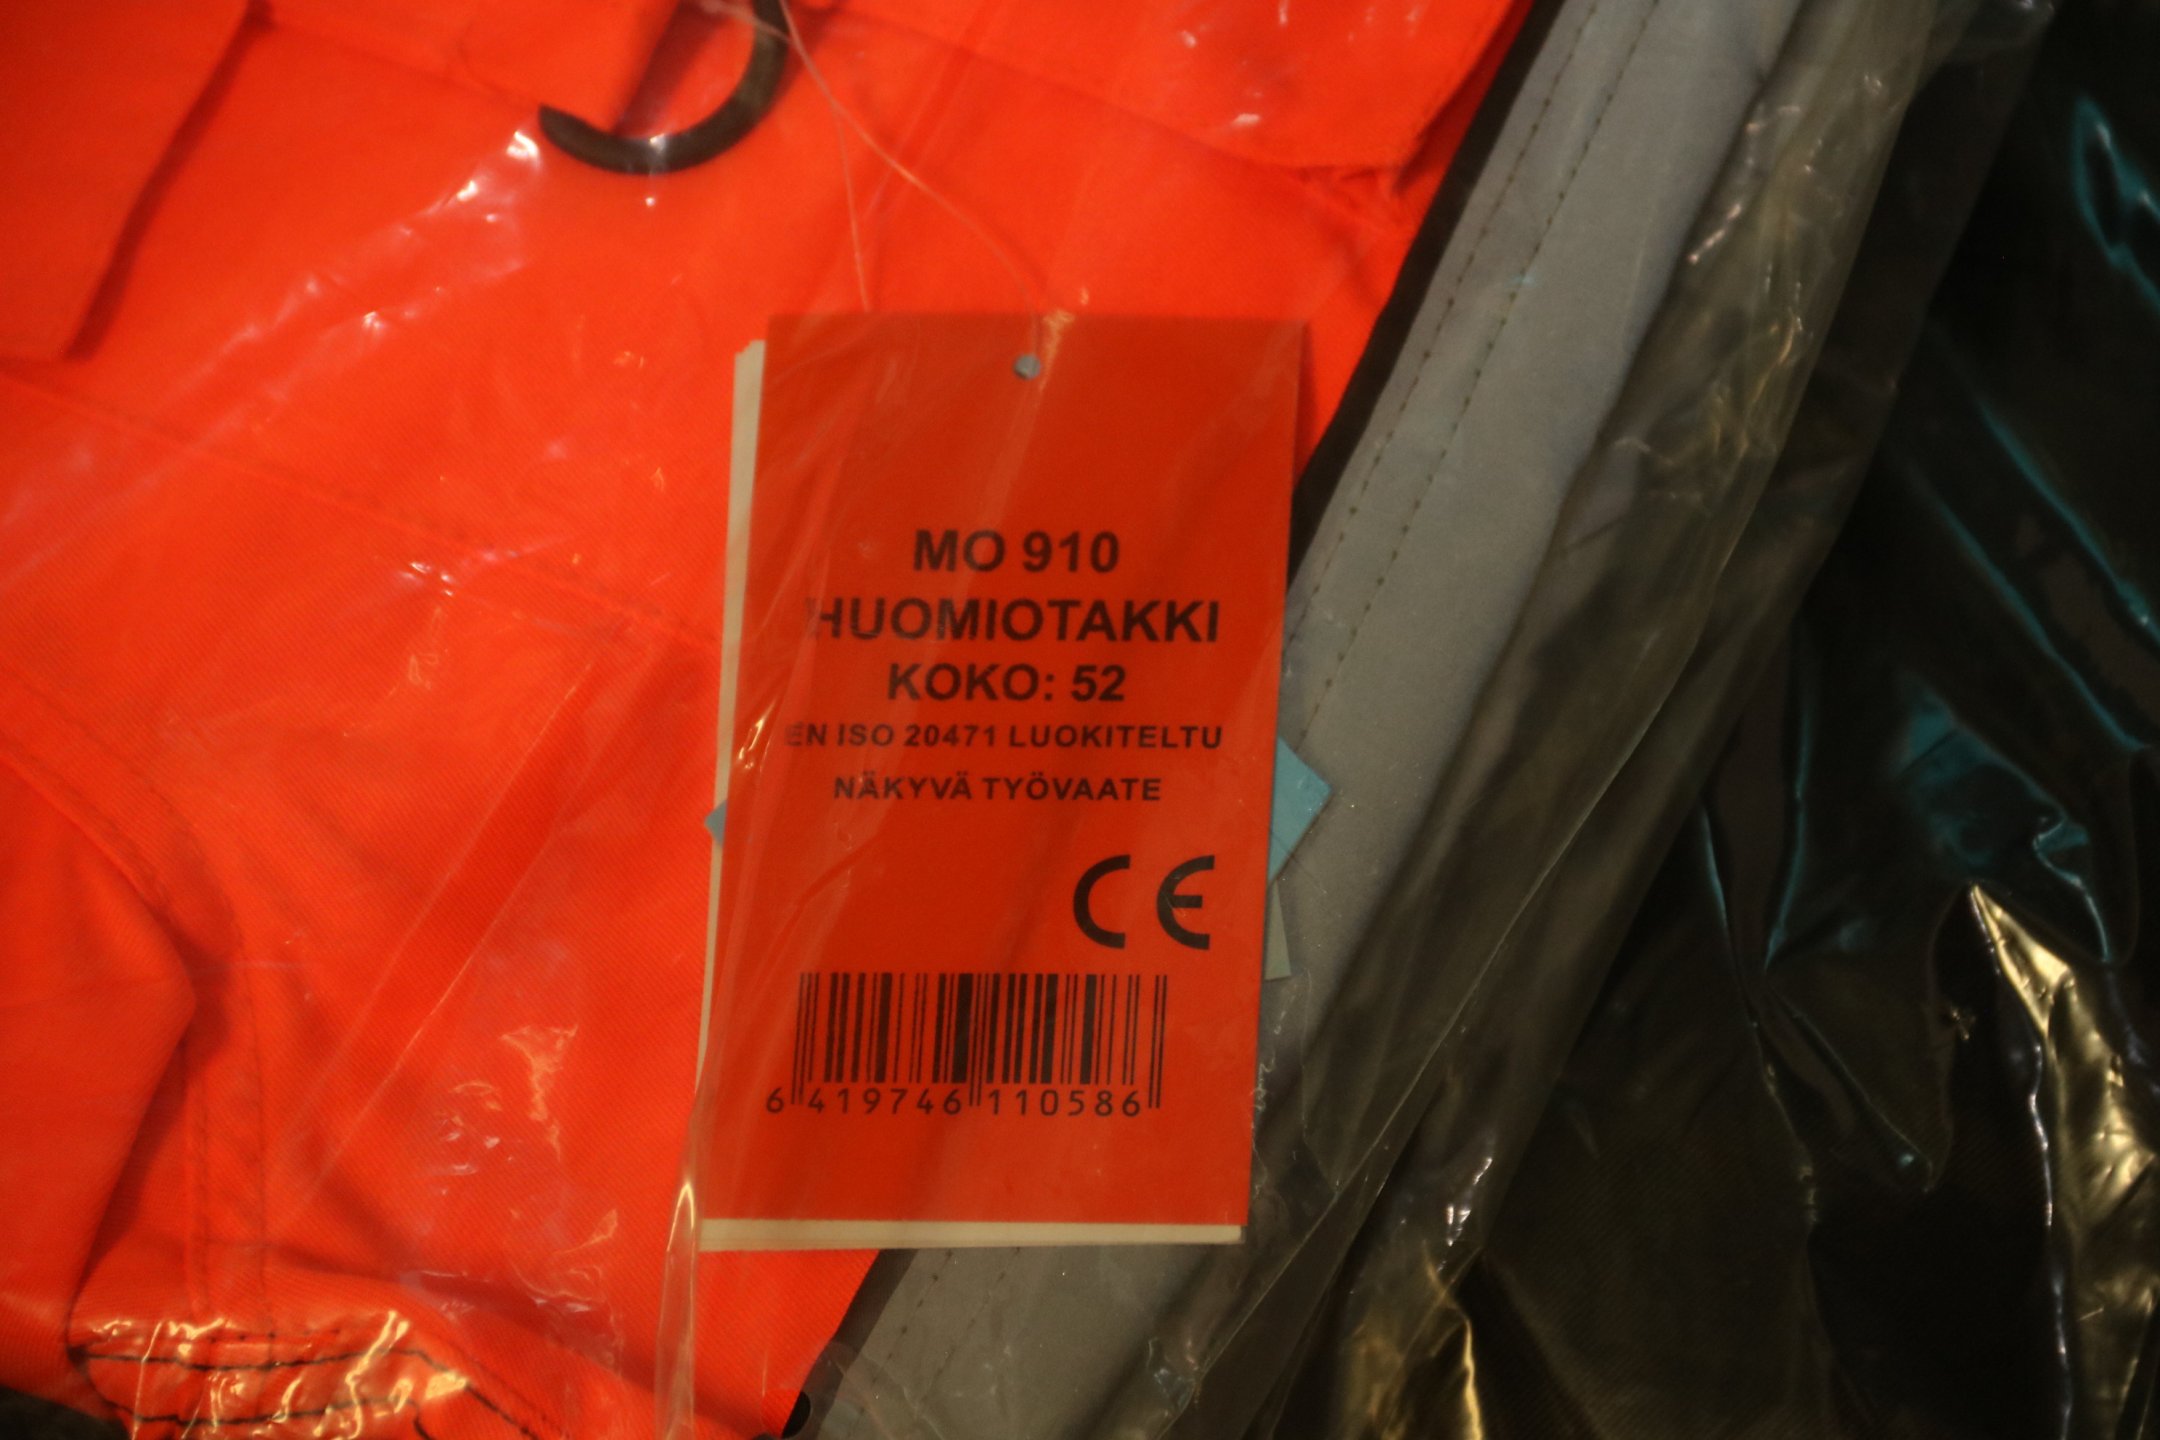 MO 910
HUOMIOTAKKI
KOKO: 52
EN ISO 20471 LUOKITELTU
NÄKYVÄ TYÖVAATE
CE
6 419746 110586